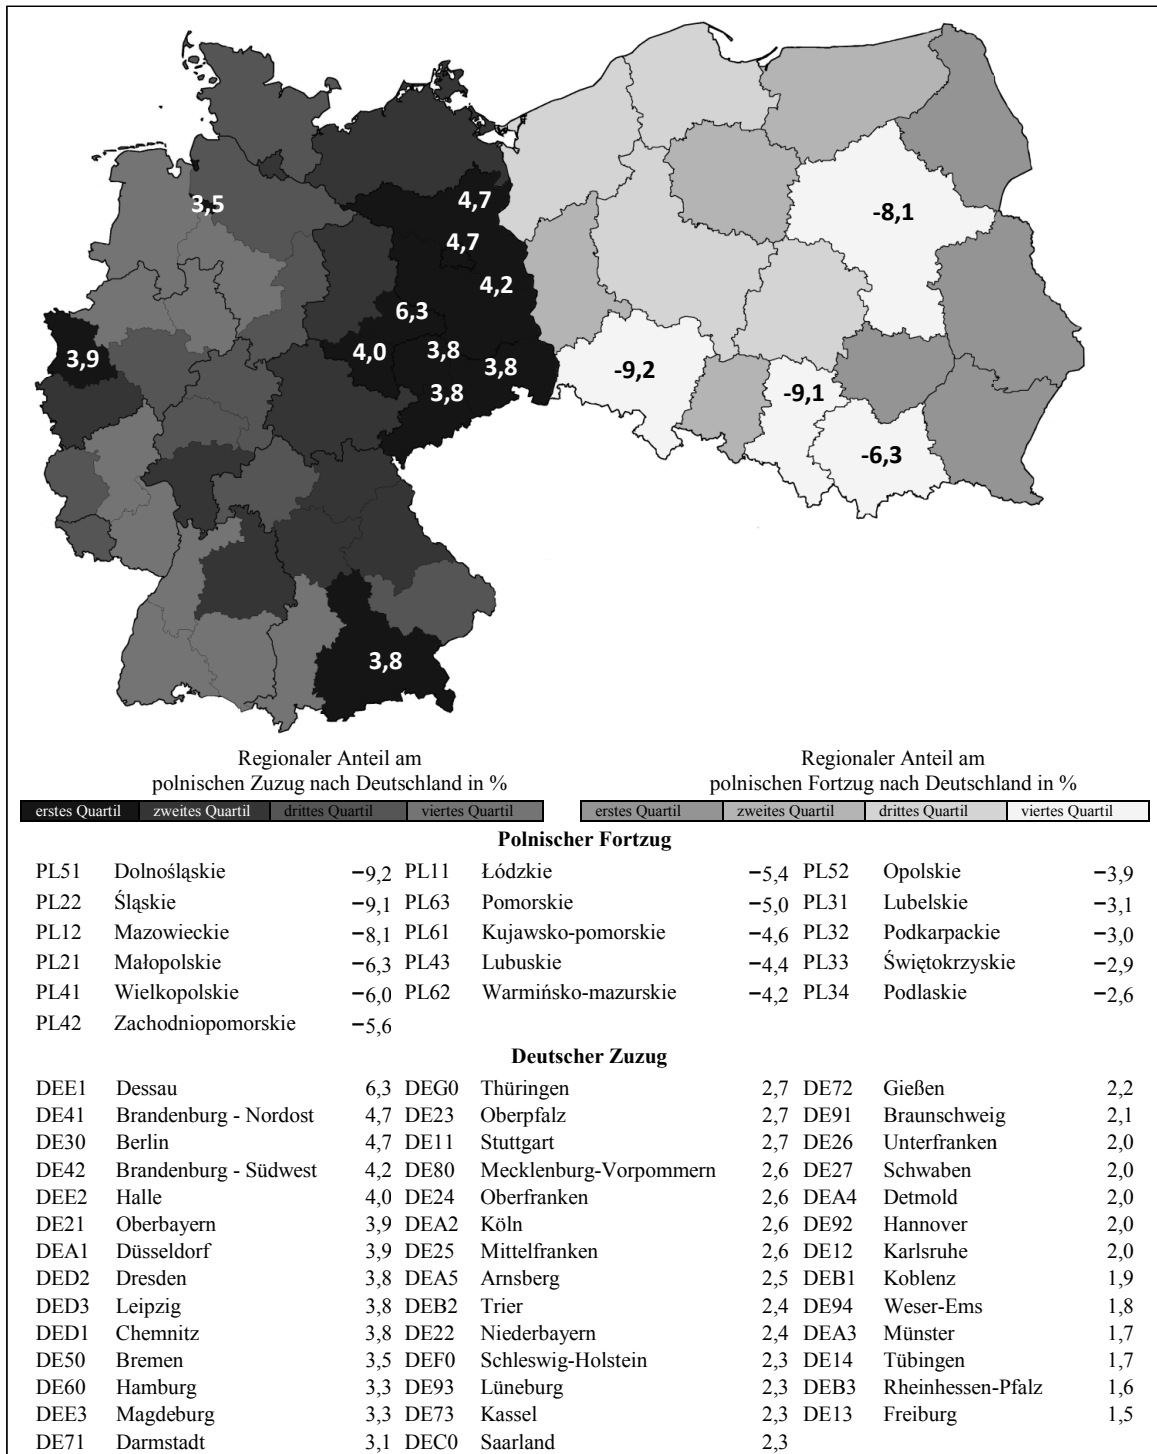 3,5
4,7
4,7
4,2
6,3
4,0
3,8
3,8
3,8
3,9
3,8
-8,1
-9,2
-9,1
-6,3
Regionaler Anteil am
polnischen Zuzug nach Deutschland in %
erstes Quartil zweites Quartil drittes Quartil viertes Quartil
Regionaler Anteil am
polnischen Fortzug nach Deutschland in %
erstes Quartil zweites Quartil drittes Quartil viertes Quartil
Polnischer Fortzug
PL51 Dolnośląskie −9,2 PL11 Łódzkie −5,4 PL52 Opolskie −3,9
PL22 Śląskie −9,1 PL63 Pomorskie −5,0 PL31 Lubelskie −3,1
PL12 Mazowieckie −8,1 PL61 Kujawsko-pomorskie −4,6 PL32 Podkarpackie −3,0
PL21 Małopolskie −6,3 PL43 Lubuskie −4,4 PL33 Świętokrzyskie −2,9
PL41 Wielkopolskie −6,0 PL62 Warmińsko-mazurskie −4,2 PL34 Podlaskie −2,6
PL42 Zachodniopomorskie −5,6
Deutscher Zuzug
DEE1 Dessau 6,3 DEG0 Thüringen 2,7 DE72 Gießen 2,2
DE41 Brandenburg - Nordost 4,7 DE23 Oberpfalz 2,7 DE91 Braunschweig 2,1
DE30 Berlin 4,7 DE11 Stuttgart 2,7 DE26 Unterfranken 2,0
DE42 Brandenburg - Südwest 4,2 DE80 Mecklenburg-Vorpommern 2,6 DE27 Schwaben 2,0
DEE2 Halle 4,0 DE24 Oberfranken 2,6 DEA4 Detmold 2,0
DE21 Oberbayern 3,9 DEA2 Köln 2,6 DE92 Hannover 2,0
DEA1 Düsseldorf 3,9 DE25 Mittelfranken 2,6 DE12 Karlsruhe 2,0
DED2 Dresden 3,8 DEA5 Arnsberg 2,5 DEB1 Koblenz 1,9
DED3 Leipzig 3,8 DEB2 Trier 2,4 DE94 Weser-Ems 1,8
DED1 Chemnitz 3,8 DE22 Niederbayern 2,4 DEA3 Münster 1,7
DE50 Bremen 3,5 DEF0 Schleswig-Holstein 2,3 DE14 Tübingen 1,7
DE60 Hamburg 3,3 DE93 Lüneburg 2,3 DEB3 Rheinhessen-Pfalz 1,6
DEE3 Magdeburg 3,3 DE73 Kassel 2,3 DE13 Freiburg 1,5
DE71 Darmstadt 3,1 DEC0 Saarland 2,3